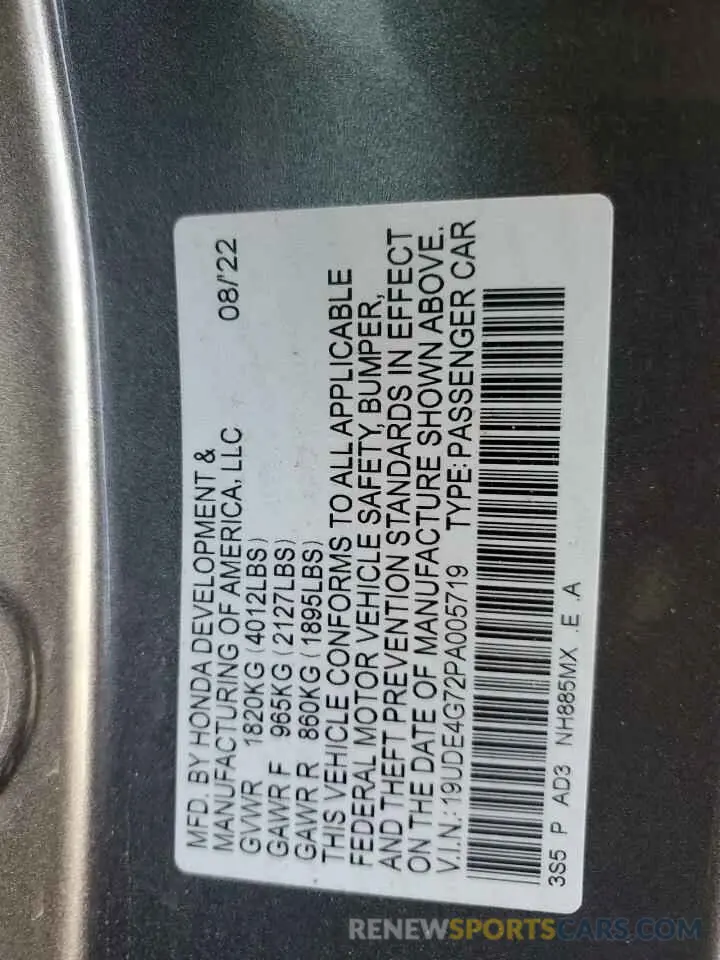 MFD. BY HONDA DEVELOPMENT &
MANUFACTURING OF AMERICA, LLC 08/'22
GVWR 1820KG (4012LBS)
GAWR F 965KG (2127LBS)
GAWR R 860KG (1895LBS)
THIS VEHICLE CONFORMS TO ALL APPLICABLE
FEDERAL MOTOR VEHICLE SAFETY, BUMPER,
AND THEFT PREVENTION STANDARDS IN EFFECT
ON THE DATE OF MANUFACTURE SHOWN ABOVE.
V.I.N.: 19UDE4G72PA005719 TYPE: PASSENGER CAR
3S5 P AD3 NH885MX .E .A
RENEWSPORTSCARS.COM